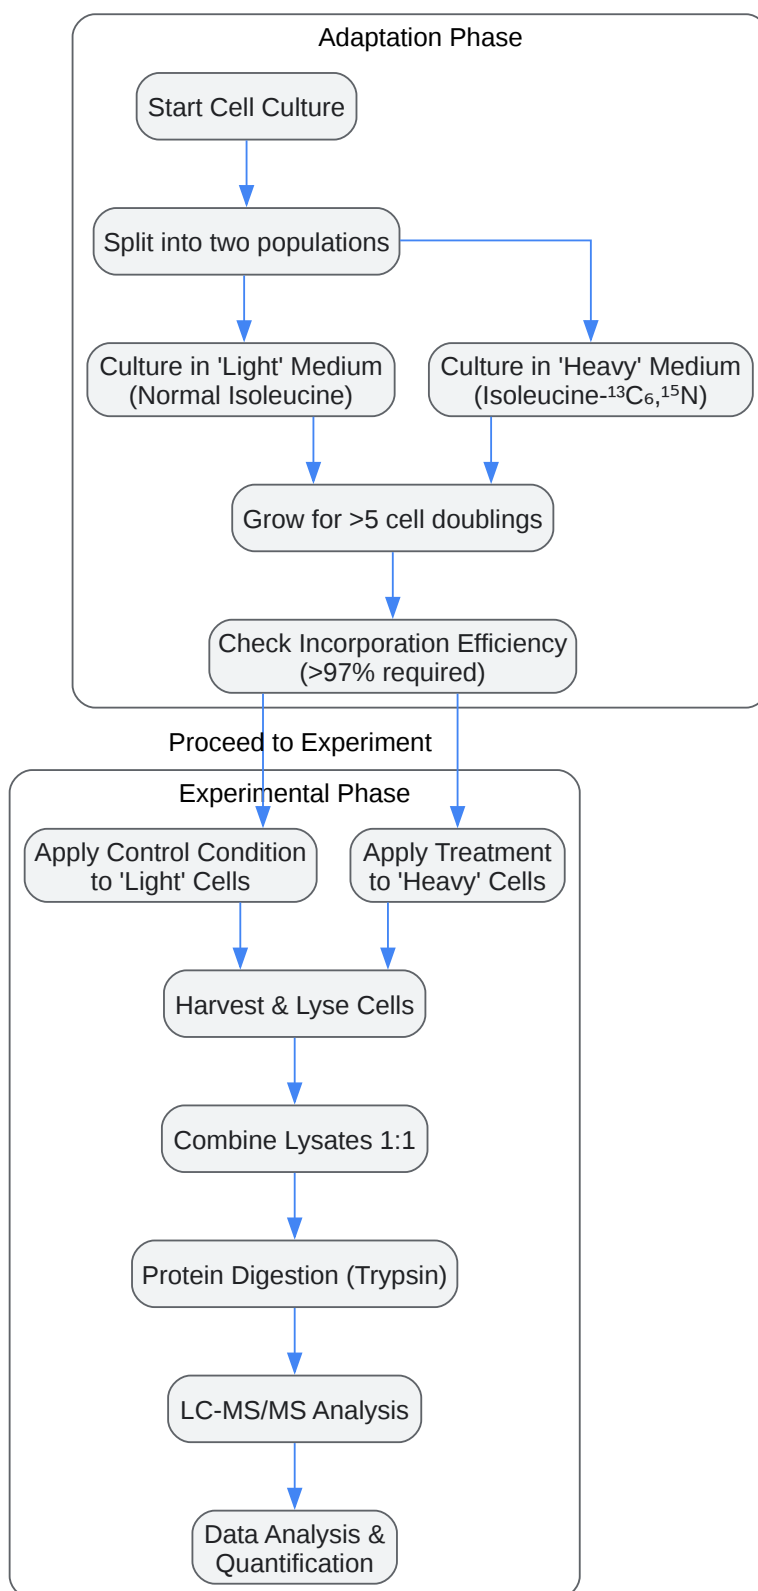 Adaptation Phase
Start Cell Culture
Split into two populations
Culture in 'Light' Medium
(Normal Isoleucine)
Culture in 'Heavy' Medium
(Isoleucine-¹³C₆,¹⁵N)
Grow for >5 cell doublings
Check Incorporation Efficiency
(>97% required)
Proceed to Experiment
Experimental Phase
Apply Control Condition
to 'Light' Cells
Apply Treatment
to 'Heavy' Cells
Harvest & Lyse Cells
Combine Lysates 1:1
Protein Digestion (Trypsin)
LC-MS/MS Analysis
Data Analysis &
Quantification